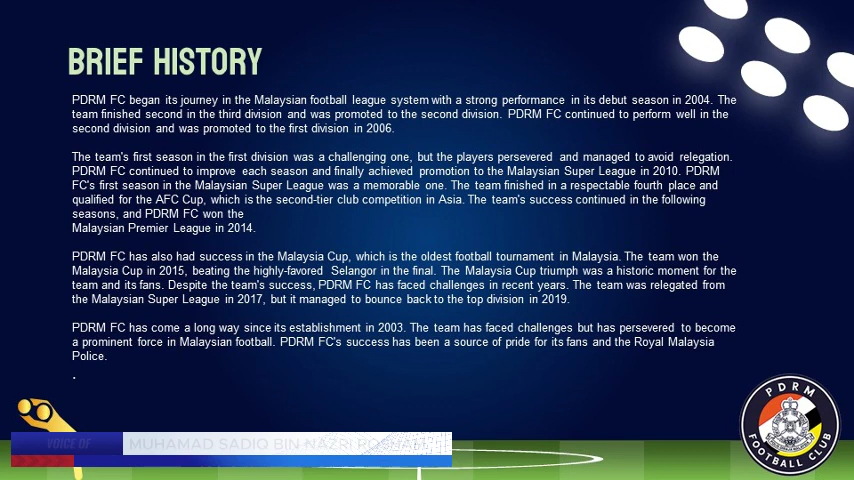 BRIEF HISTORY
PDRM FC began its journey in the Malaysian football league system with a strong performance in its debut season in 2004. The
team finished second in the third division and was promoted to the second division. PDRM FC continued to perform well in the
second division and was promoted to the first division in 2006.
The team's first season in the first division was a challenging one, but the players persevered and managed to avoid relegation.
PDRM FC continued to improve each season and finally achieved promotion to the Malaysian Super League in 2010. PDRM
FC's first season in the Malaysian Super League was a memorable one. The team finished in a respectable fourth place and
qualified for the AFC Cup, which is the second-tier club competition in Asia. The team's success continued in the following
seasons, and PDRM FC won the
Malaysian Premier League in 2014.
PDRM FC has also had success in the Malaysia Cup, which is the oldest football tournament in Malaysia. The team won the
Malaysia Cup in 2015, beating the highly-favored Selangor in the final. The Malaysia Cup triumph was a historic moment for the
team and its fans. Despite the team's success, PDRM FC has faced challenges in recent years. The team was relegated from
the Malaysian Super League in 2017, but it managed to bounce back to the top division in 2019.
PDRM FC has come a long way since its establishment in 2003. The team has faced challenges but has persevered to become
a prominent force in Malaysian football. PDRM FC's success has been a source of pride for its fans and the Royal Malaysia
Police.
.
VOICE OF
MUHAMAD SADIQ BIN NAZRI
PDRM
FOOTBALL CLUB